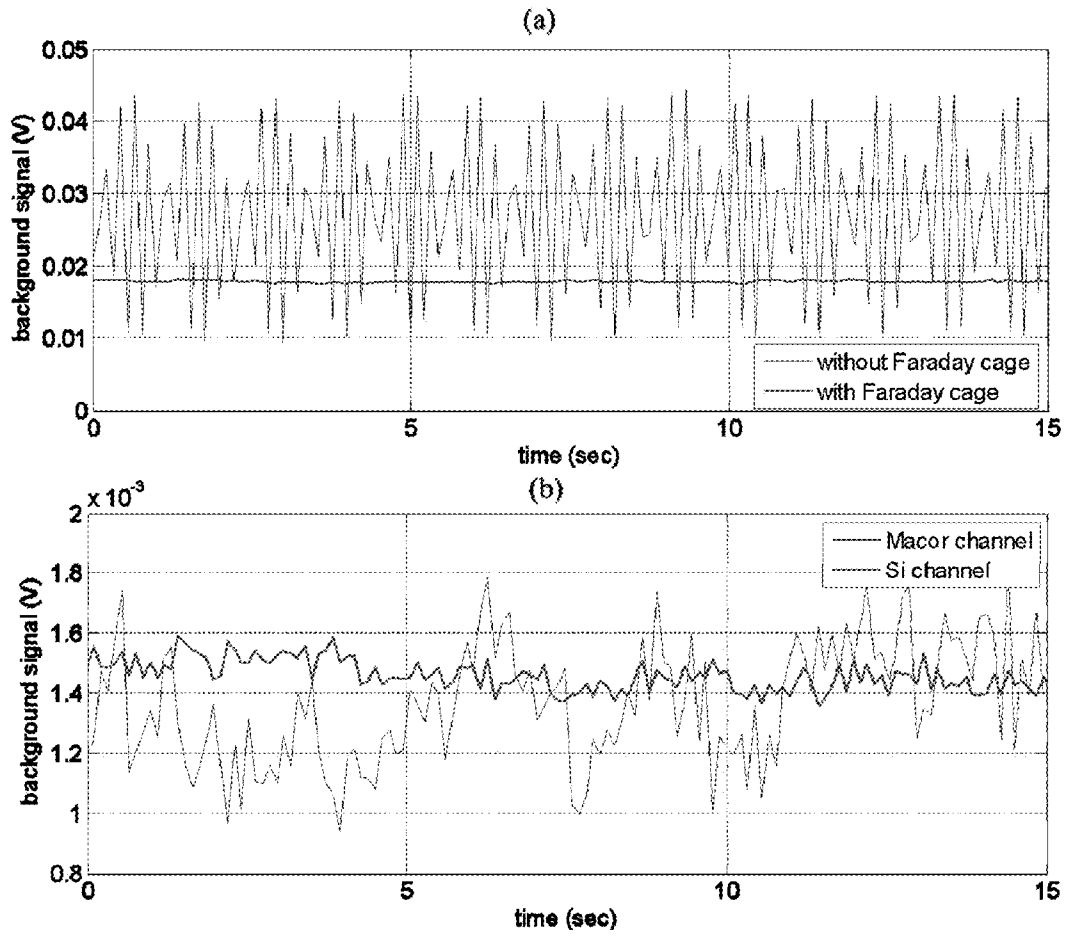 (a)
background signal (V)
0.05
0.04
0.03
0.02
0.01
0
without Faraday cage
with Faraday cage
0
5
10
15
time (sec)
(b)
x 10-3
background signal (V)
2
1.8
1.6
1.4
1.2
1
0.8
Macor channel
Si channel
0
5
10
15
time (sec)